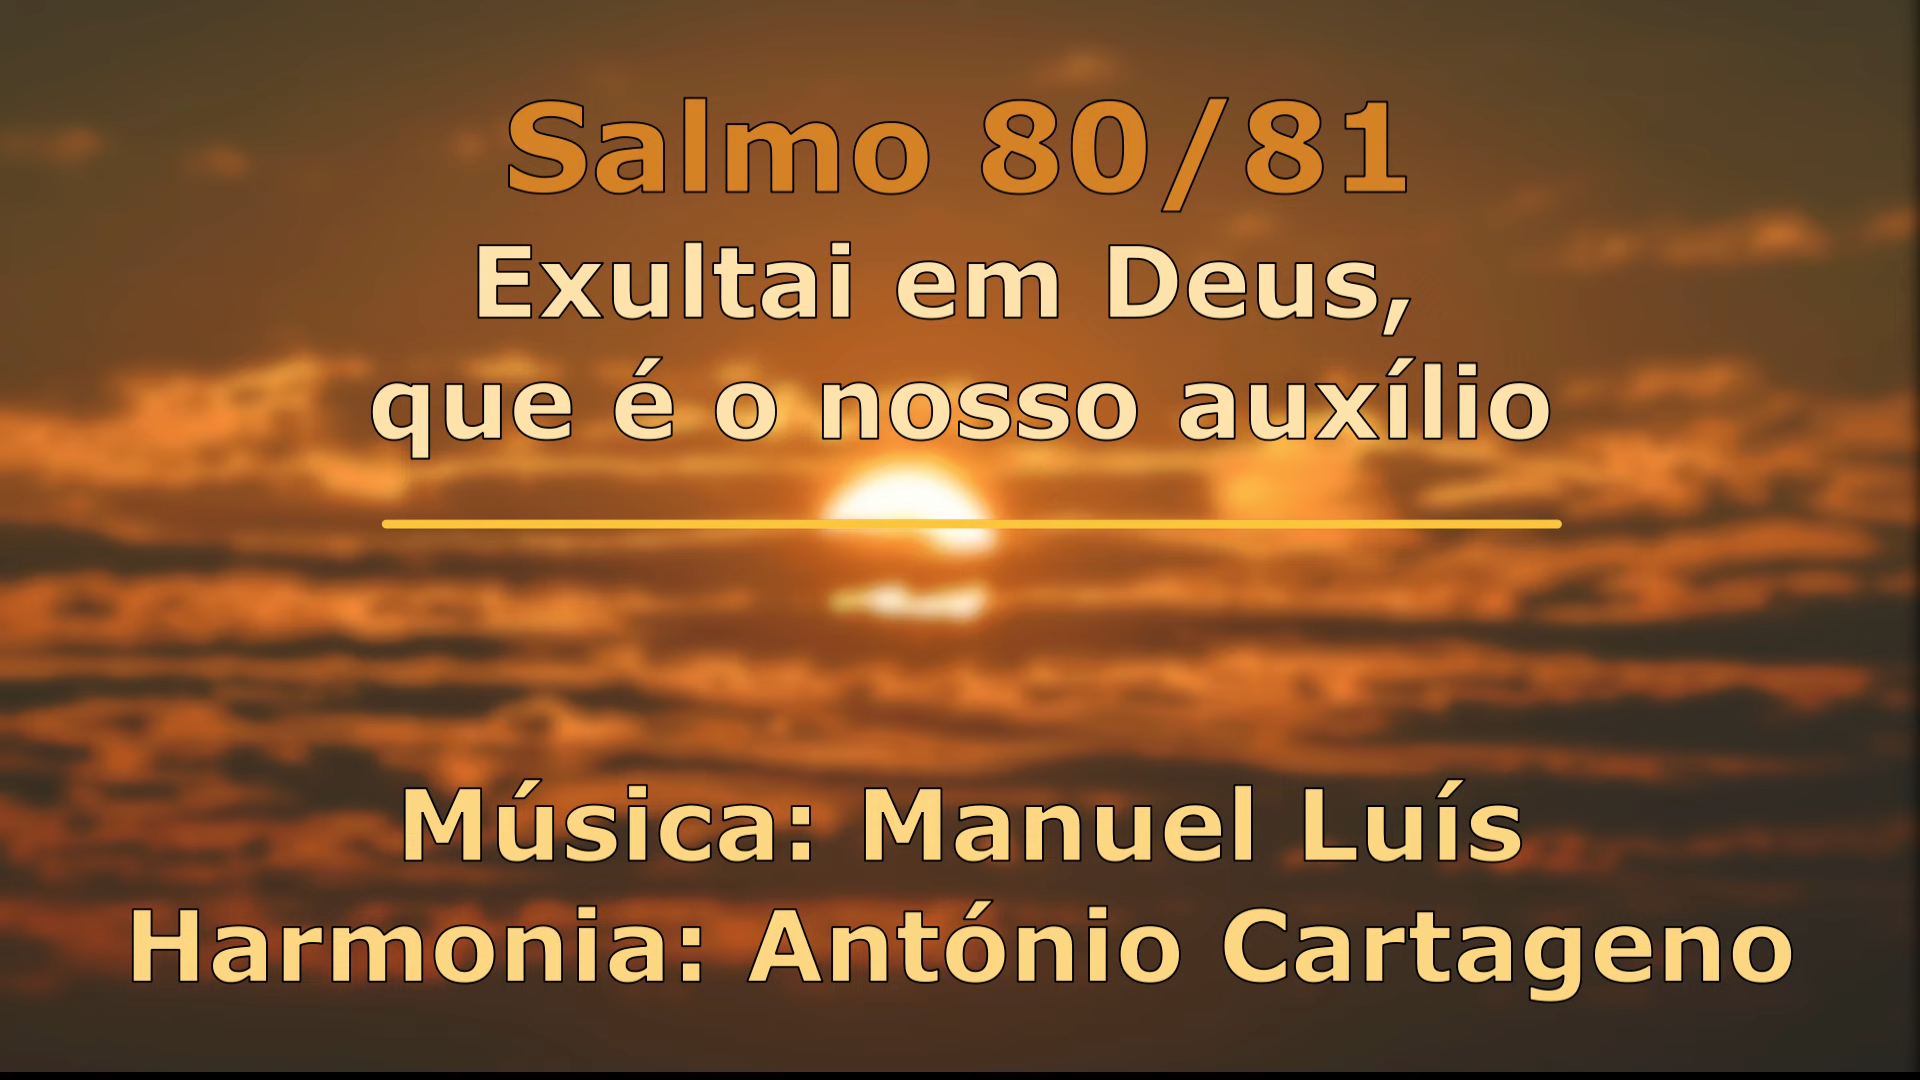 Salmo 80/81
Exultai em Deus,
que é o nosso auxílio
Música: Manuel Luís
Harmonia: António Cartageno